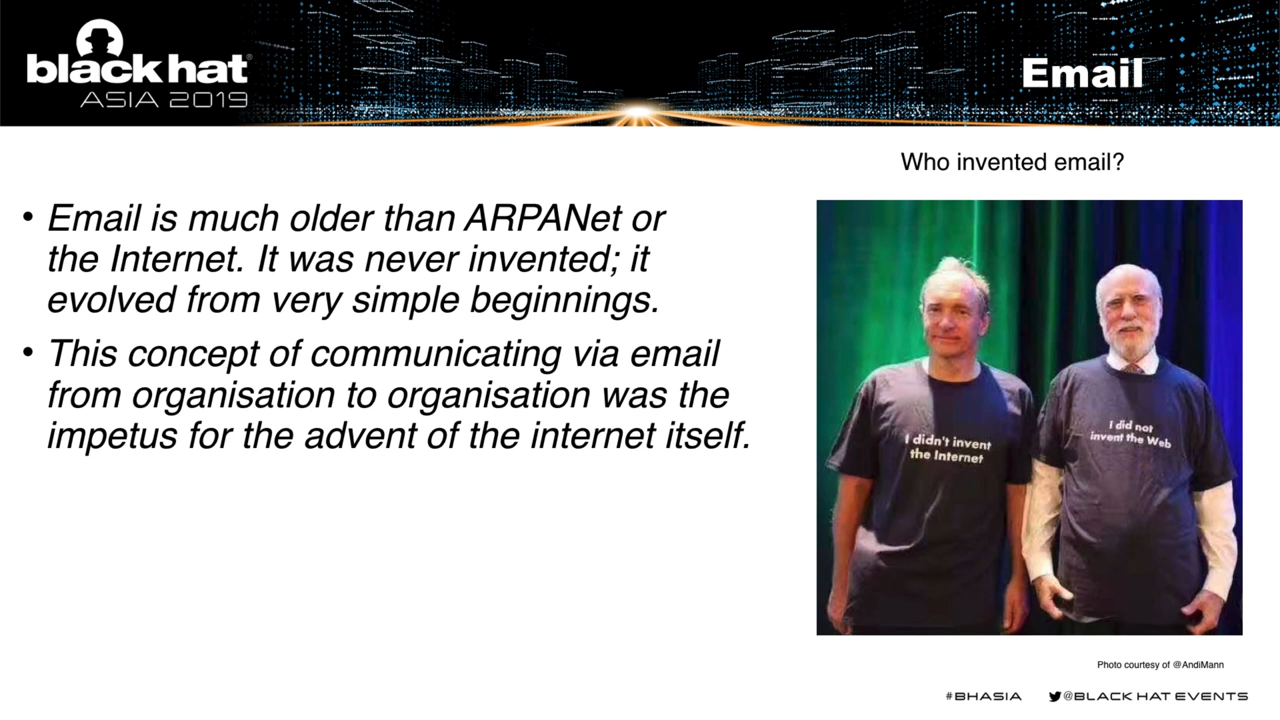 black hat
ASIA 2019
Email
Who invented email?
• Email is much older than ARPANet or
the Internet. It was never invented; it
evolved from very simple beginnings.
• This concept of communicating via email
from organisation to organisation was the
impetus for the advent of the internet itself.
I didn't invent
the Internet
I did not
invent the Web
Photo courtesy of @AndiMann
#BHASIA @BLACK HAT EVENTS